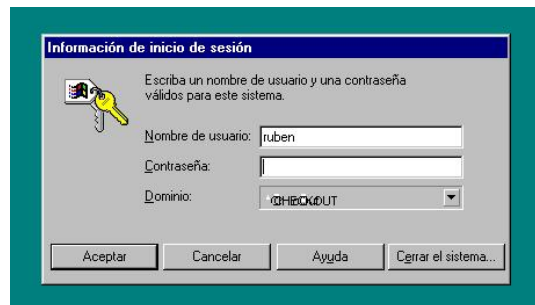 Información de inicio de sesión
Escriba un nombre de usuario y una contraseña
válidos para este sistema.
Nombre de usuario: ruben
Contraseña:
Dominio:
Aceptar Cancelar Ayuda Cerrar el sistema...